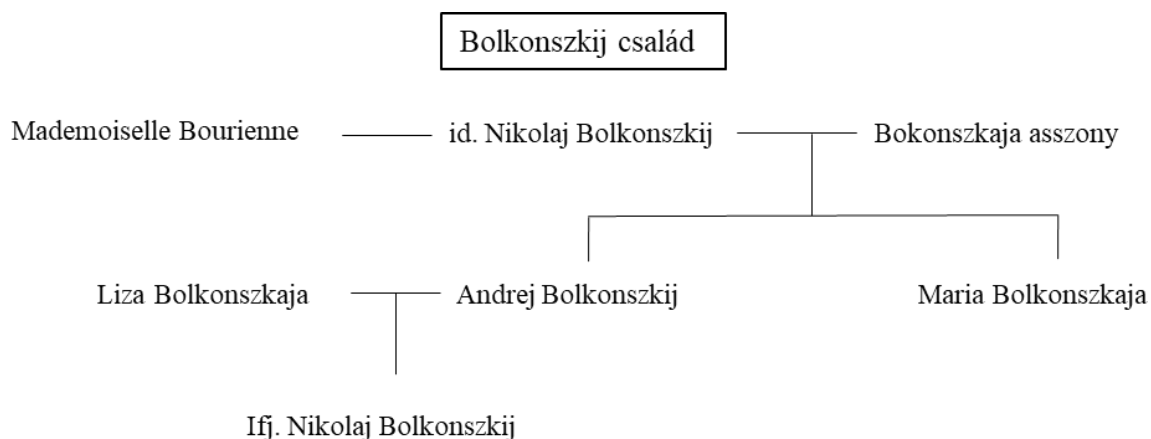 Bolkonszkij család
Mademoiselle Bourienne
id. Nikolaj Bolkonszkij
Bokonszkaja asszony
Liza Bolkonszkaja
Andrej Bolkonszkij
Maria Bolkonszkaja
Ifj. Nikolaj Bolkonszkij